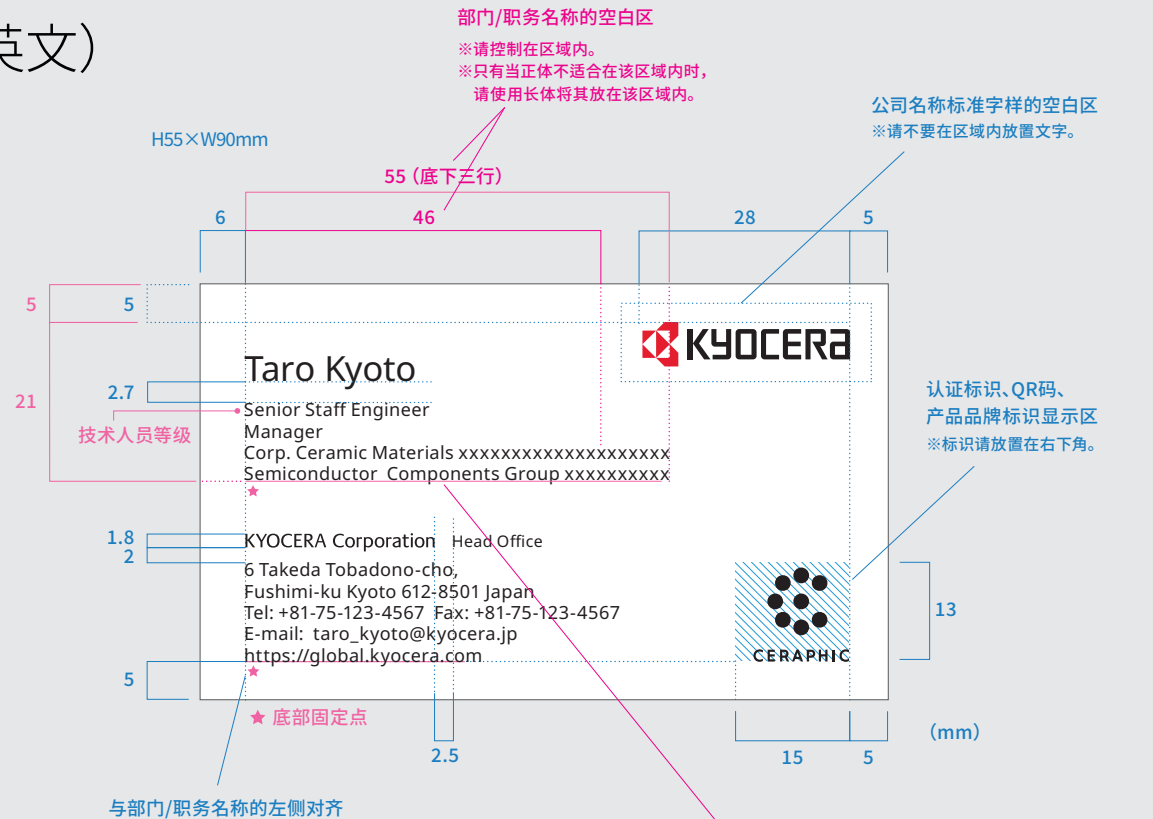 英文）
部门/职务名称的空白区
※请控制在区域内。
※只有当正体不适合在该区域内时，
请使用长体将其放在该区域内。
公司名称标准字样的空白区
※请不要在区域内放置文字。
H55×W90mm
55（底下三行）
6
46
28
5
5
5
KYOCERA
Taro Kyoto
2.7
21
技术人员等级
Senior Staff Engineer
Manager
Corp. Ceramic Materials xxxxxxxxxxxxxxxxxxxx
Semiconductor Components Group xxxxxxxxxx
★
认证标识、QR码、
产品品牌标识显示区
※标识请放置在右下角。
1.8
2
KYOCERA Corporation Head Office
6 Takeda Tobadono-cho,
Fushimi-ku Kyoto 612-8501 Japan
Tel: +81-75-123-4567 Fax: +81-75-123-4567
E-mail: taro_kyoto@kyocera.jp
https://global.kyocera.com
★
CERAPHIC
13
5
★ 底部固定点
2.5
15
5
（mm）
与部门/职务名称的左侧对齐